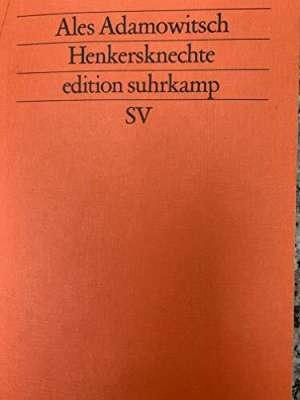 Ales Adamowitsch
Henkersknechte
edition suhrkamp
SV